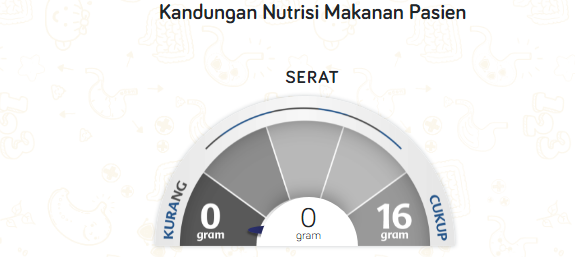 Kandungan Nutrisi Makanan Pasien
SERAT
KURANG
0
gram
0
gram
16
gram
CUKUP